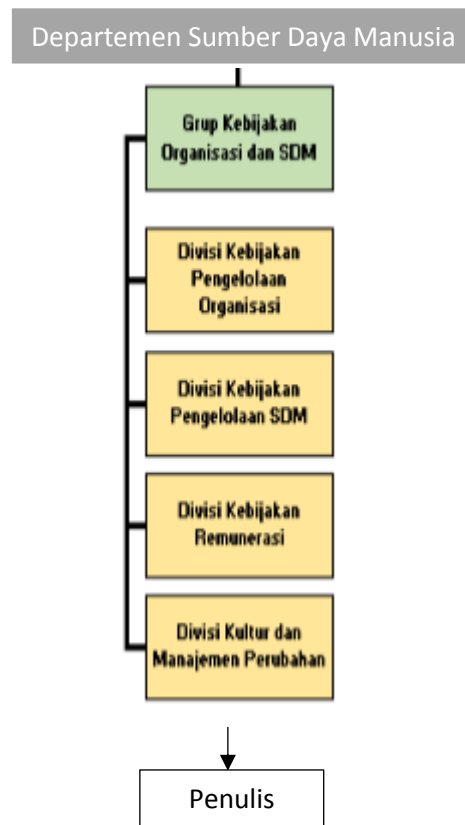 Departemen Sumber Daya Manusia
Grup Kebijakan
Organisasi dan SDM
Divisi Kebijakan
Pengelolaan
Organisasi
Divisi Kebijakan
Pengelolaan SDM
Divisi Kebijakan
Remunerasi
Divisi Kultur dan
Manajemen Perubahan
Penulis